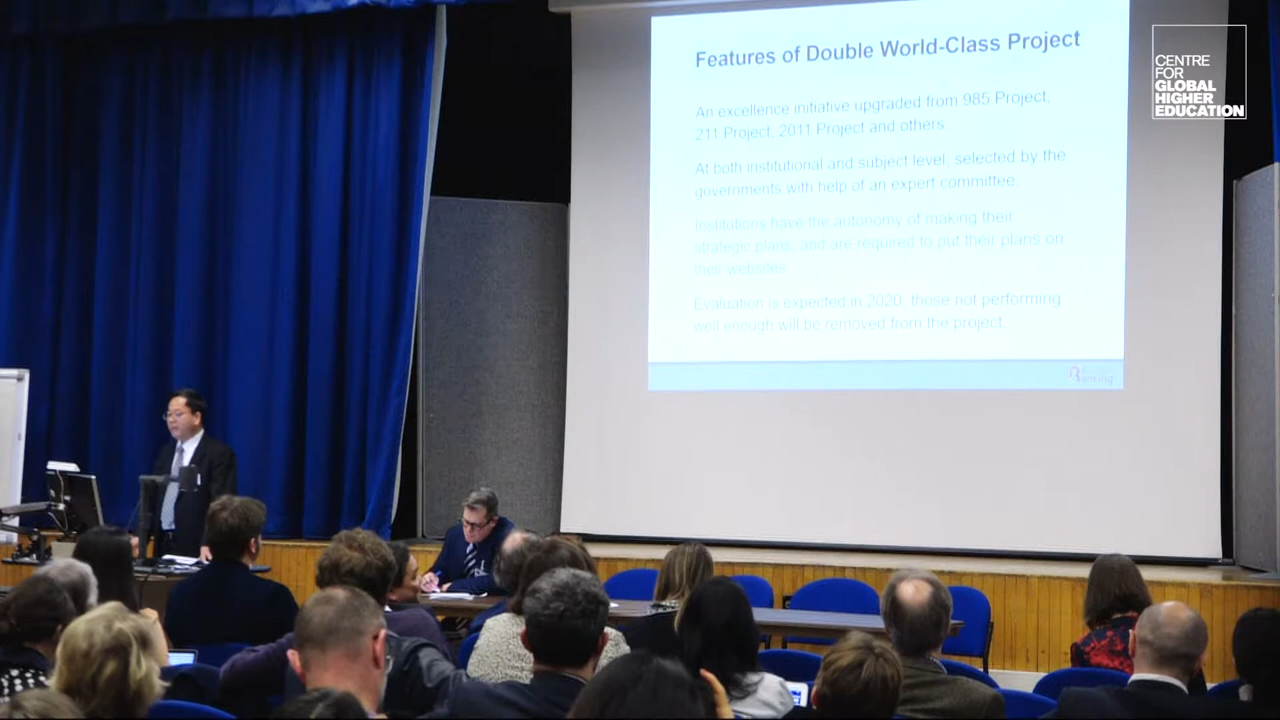 Features of Double World-Class Project
An excellence initiative upgraded from 985 Project,
211 Project, 2011 Project and others.
At both institutional and subject level, selected by the
governments with help of an expert committee.
Institutions have the autonomy of making their
strategic plans, and are required to put their plans on
their websites.
Evaluation is expected in 2020, those not performing
well enough will be removed from the project.
Ranking
CENTRE
FOR
GLOBAL
HIGHER
EDUCATION